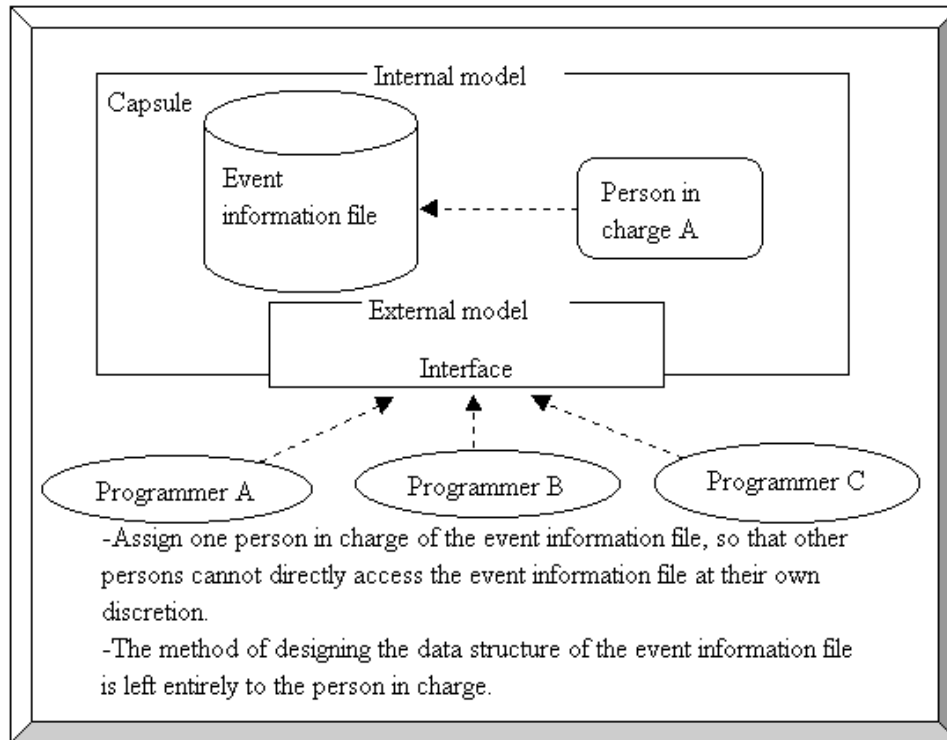 Internal model
Capsule
Event
information file
Person in
charge A
External model
Interface
Programmer A
Programmer B
Programmer C
-Assign one person in charge of the event information file, so that other
persons cannot directly access the event information file at their own
discretion.
-The method of designing the data structure of the event information file
is left entirely to the person in charge.